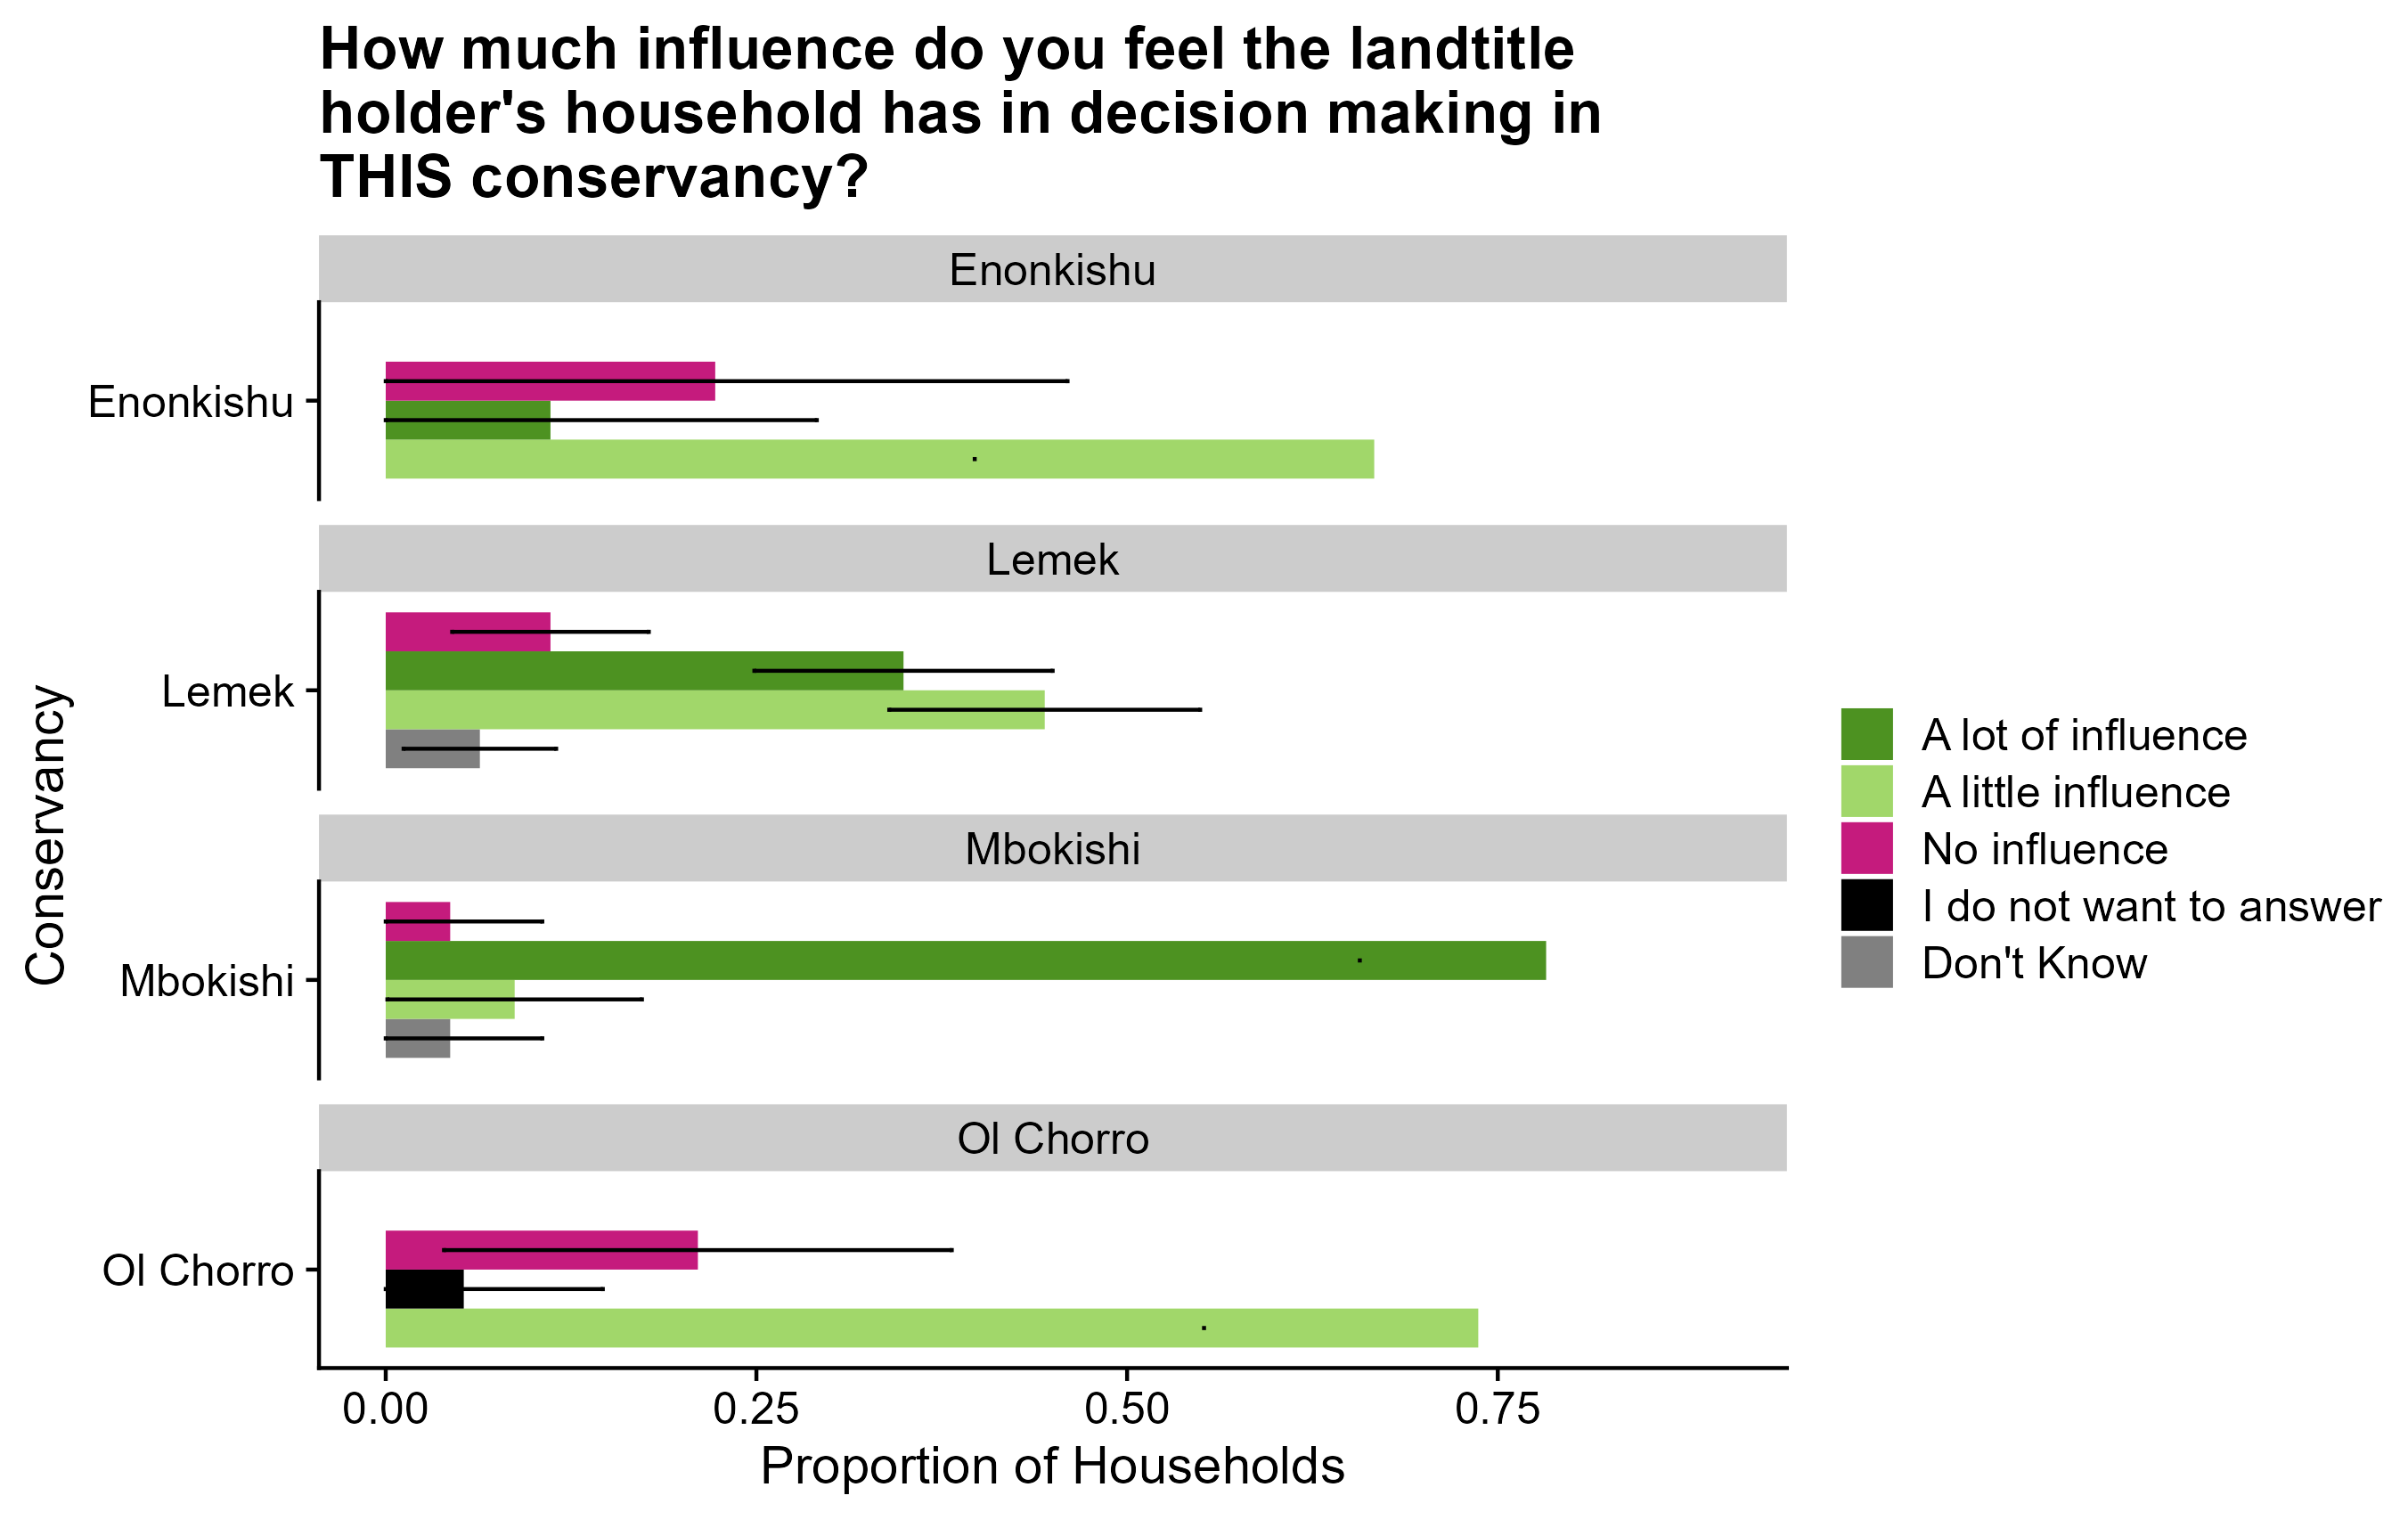 How much influence do you feel the landtitle
holder's household has in decision making in
THIS conservancy?
Enonkishu
Enonkishu
Lemek
Lemek
Mbokishi
Mbokishi
Ol Chorro
Ol Chorro
Conservancy
0.00 0.25 0.50 0.75
Proportion of Households
A lot of influence
A little influence
No influence
I do not want to answer
Don't Know